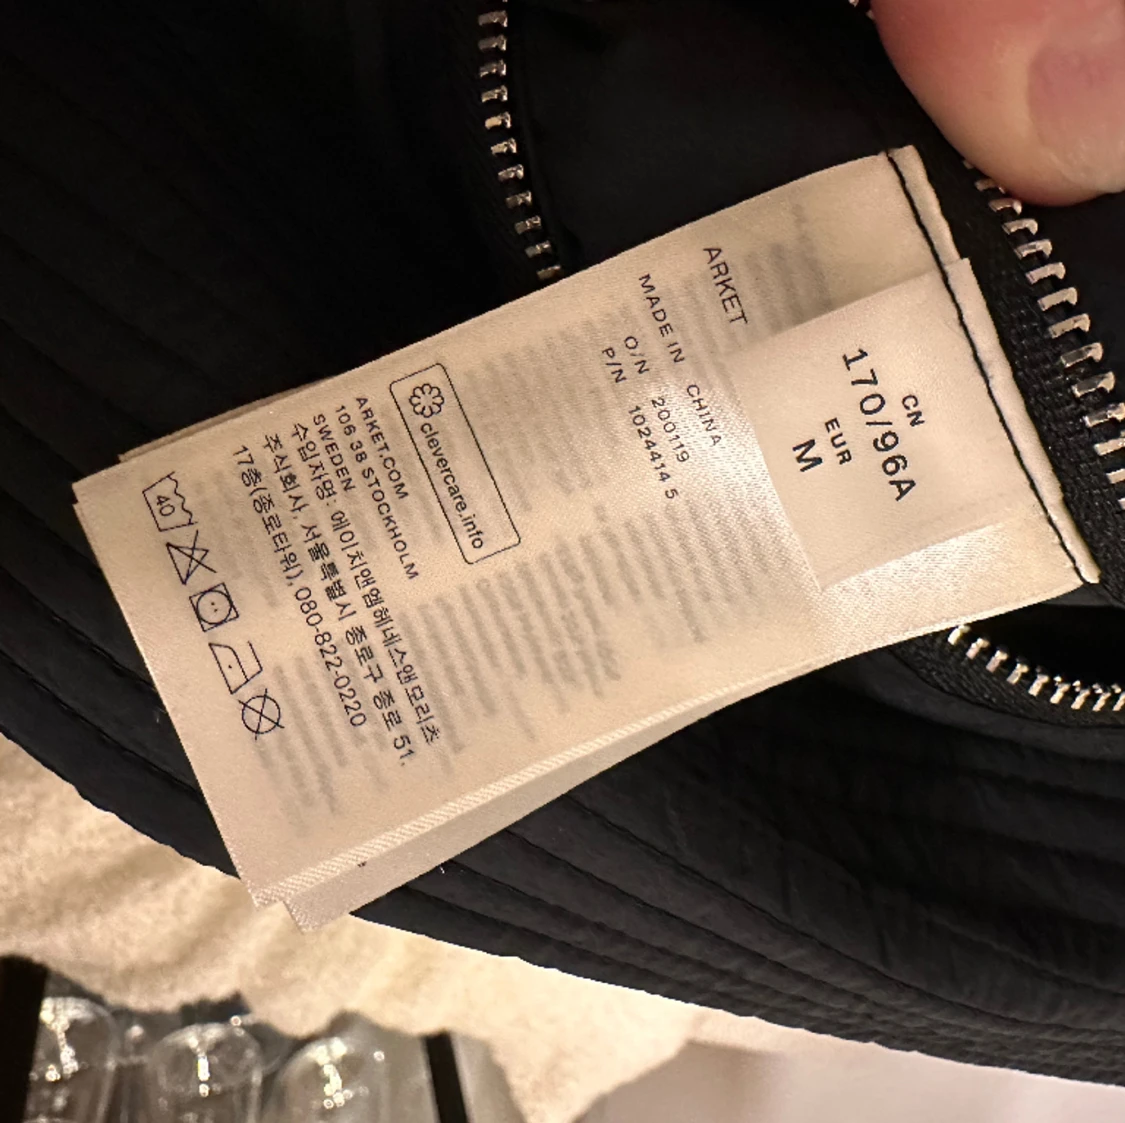 CN
170/96A
EUR
M
ARKET
MADE IN CHINA
O/N 200119
P/N 1024414 5
clevercare.info
ARKET.COM
106 38 STOCKHOLM
SWEDEN
수입자명: 에이치앤엠헤네스앤모리츠
주식회사, 서울특별시 종로구 종로 51,
17층(종로타워), 080-822-0220
40